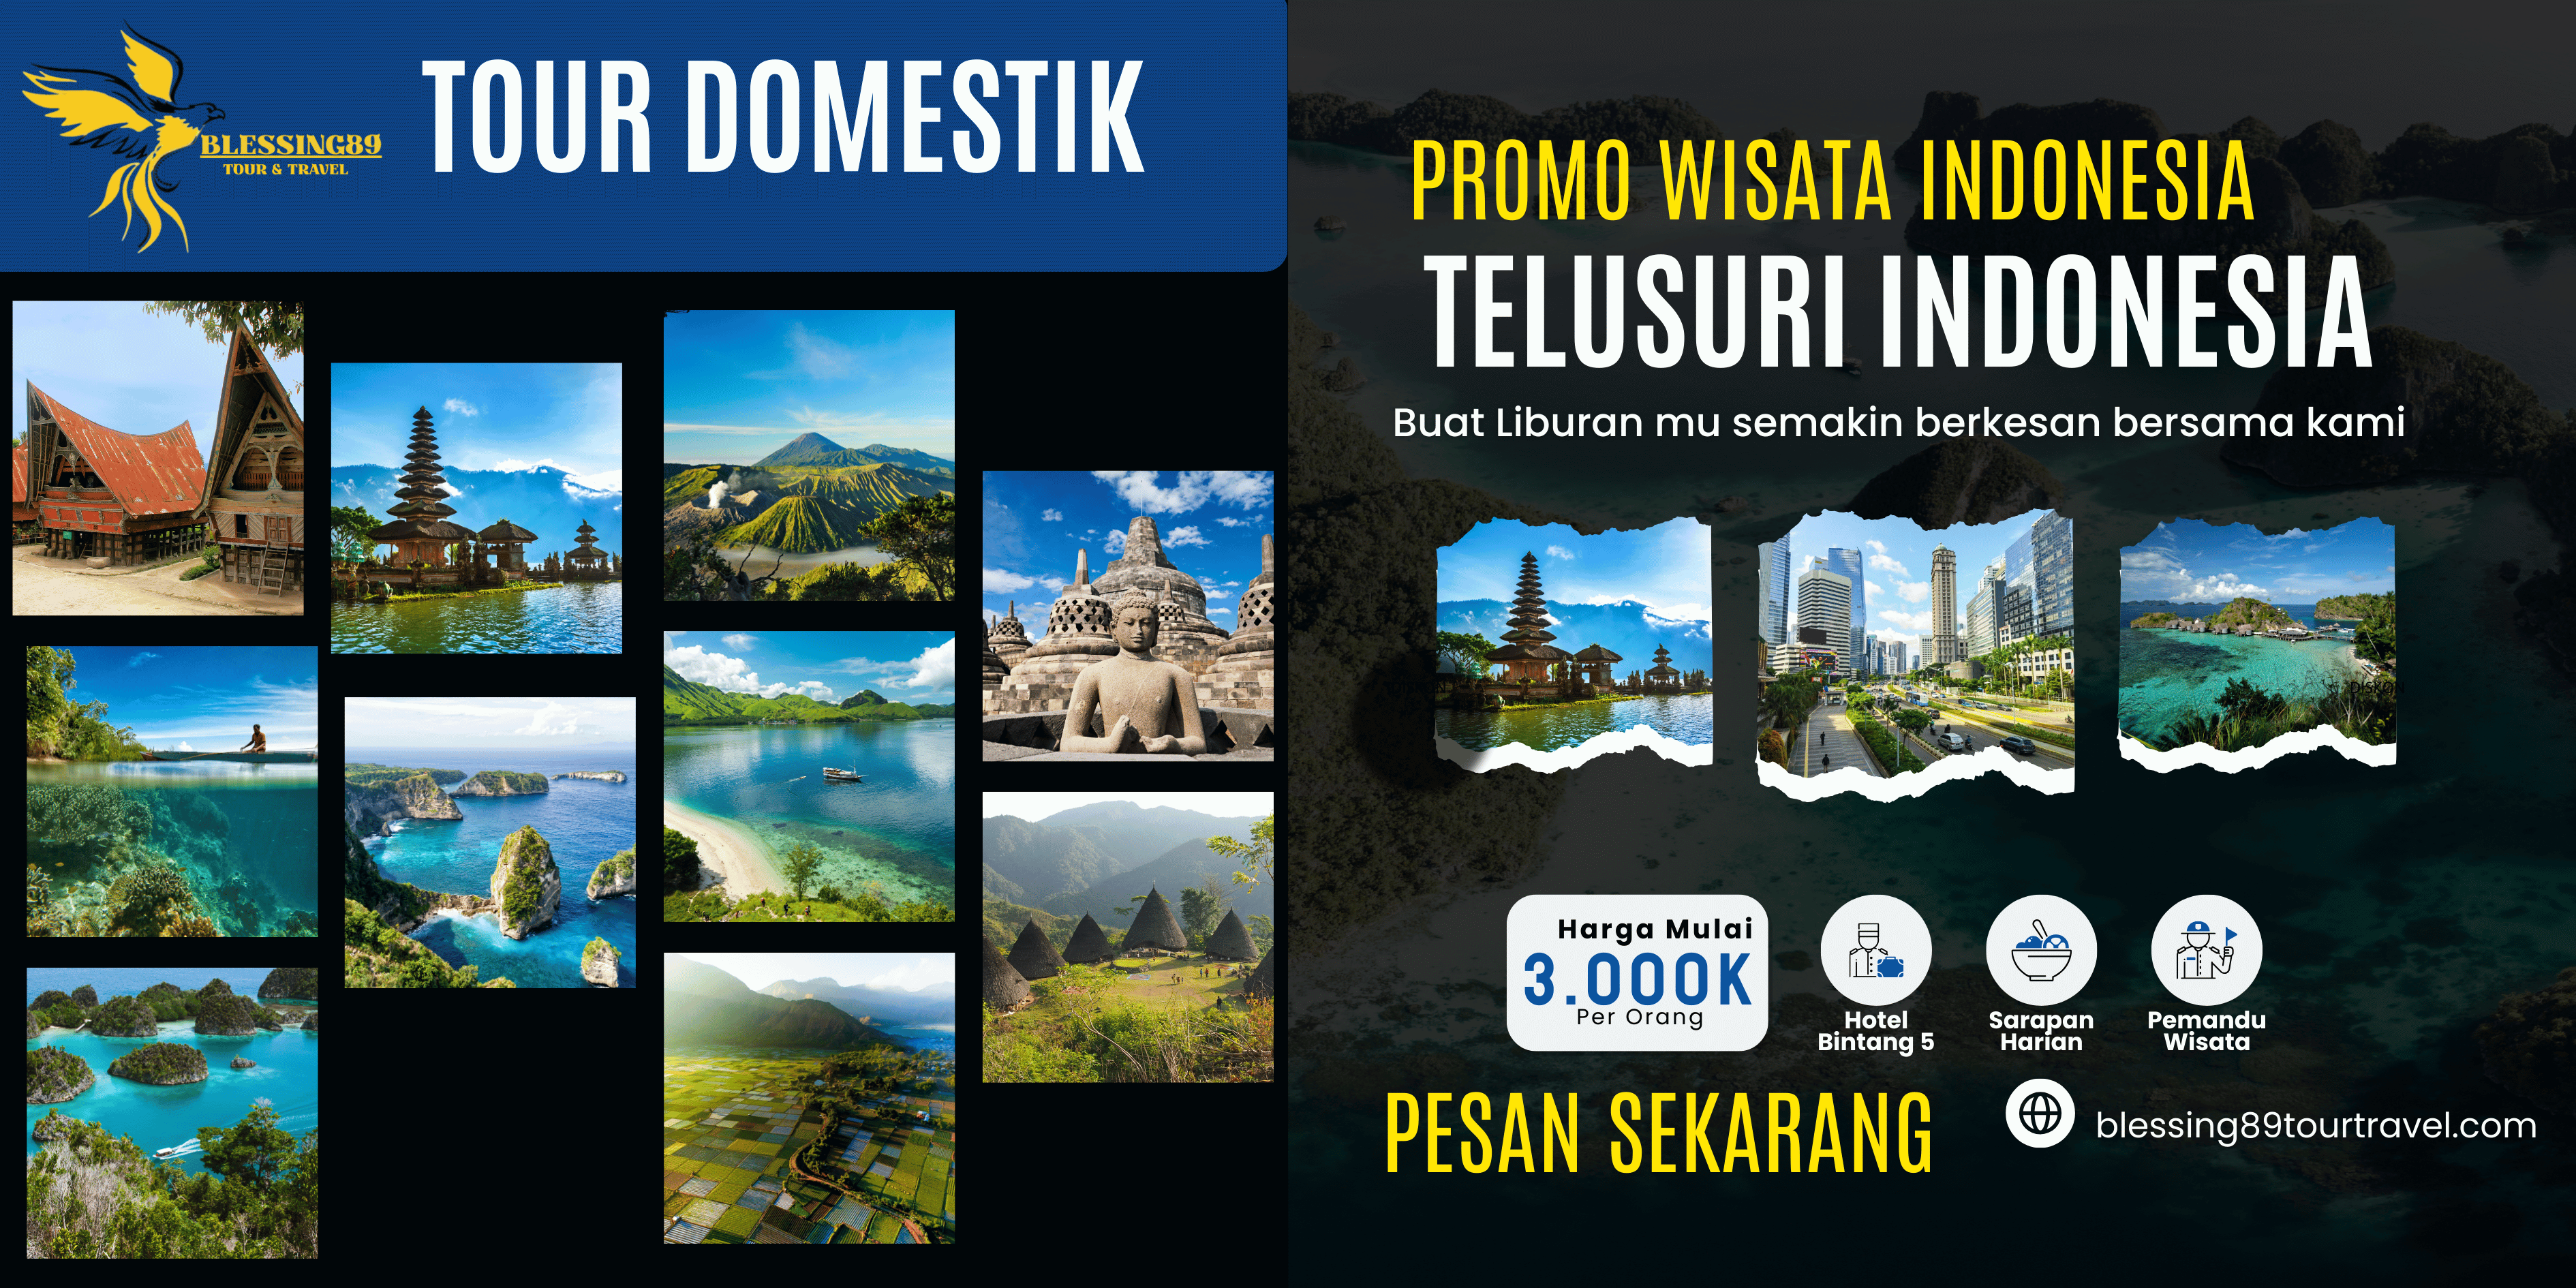 BLESSING89
TOUR & TRAVEL
TOUR DOMESTIK
PROMO WISATA INDONESIA
TELUSURI INDONESIA
Buat Liburan mu semakin berkesan bersama kami
DISKON
Harga Mulai
3.000K
Per Orang
Hotel
Bintang 5
Sarapan
Harian
Pemandu
Wisata
PESAN SEKARANG
blessing89tourtravel.com